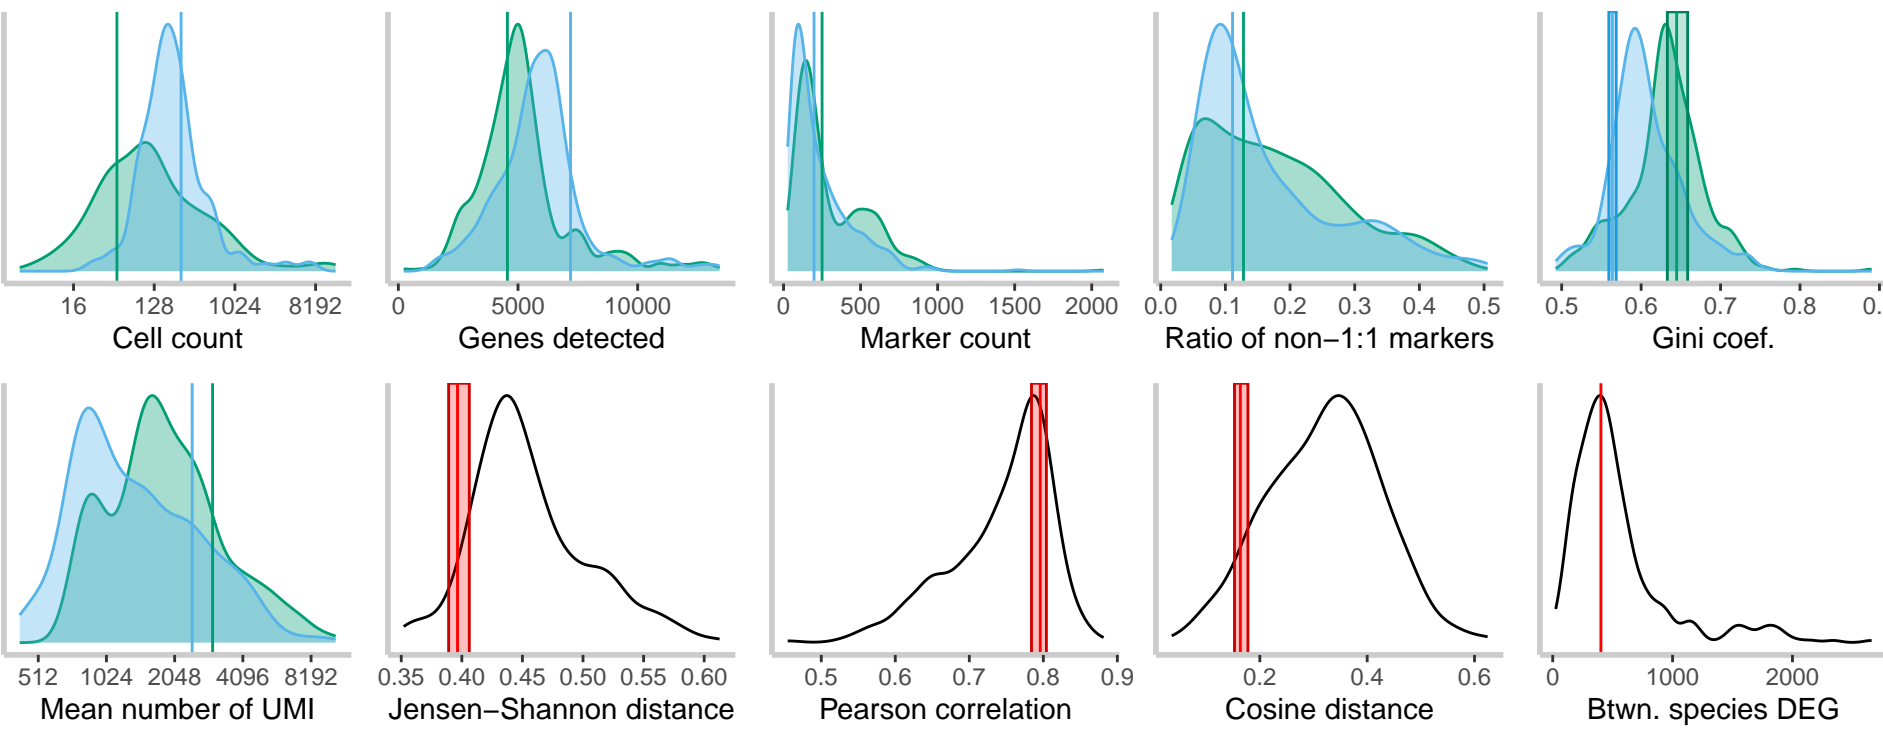 16 128 1024 8192
Cell count
0 5000 10000
Genes detected
0 500 1000 1500 2000
Marker count
0.0 0.1 0.2 0.3 0.4 0.5
Ratio of non−1:1 markers
0.5 0.6 0.7 0.8 0.
Gini coef.
512 1024 2048 4096 8192
Mean number of UMI
0.35 0.40 0.45 0.50 0.55 0.60
Jensen−Shannon distance
0.5 0.6 0.7 0.8 0.9
Pearson correlation
0.2 0.4 0.6
Cosine distance
0 1000 2000
Btwn. species DEG